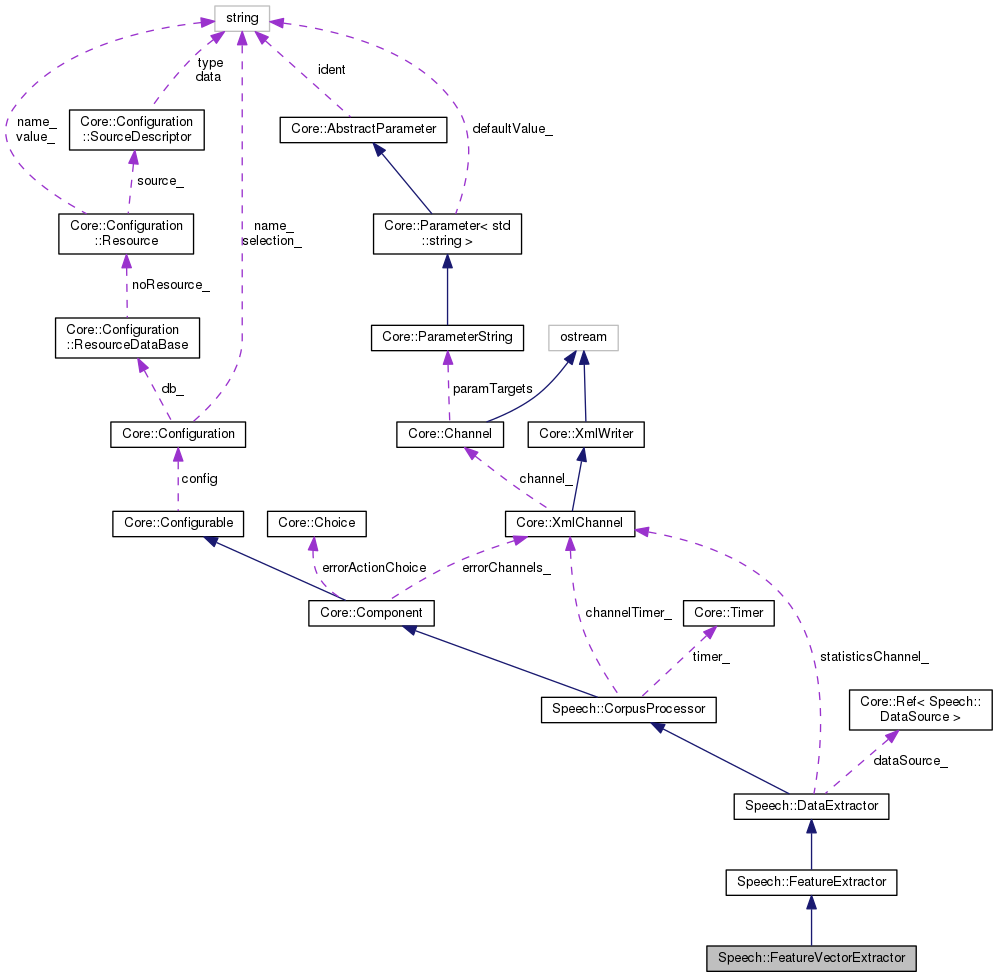 string
type
data
ident
name_
value_
Core::Configuration
::SourceDescriptor
Core::AbstractParameter
defaultValue_
source_
Core::Configuration
::Resource
name_
selection_
Core::Parameter< std
::string >
noResource_
Core::Configuration
::ResourceDataBase
Core::ParameterString
ostream
db_
paramTargets
Core::Configuration
Core::Channel
Core::XmlWriter
config
channel_
Core::Configurable
Core::Choice
Core::XmlChannel
errorActionChoice
errorChannels_
Core::Component
channelTimer_
Core::Timer
timer_
statisticsChannel_
Speech::CorpusProcessor
Core::Ref< Speech::
DataSource >
dataSource_
Speech::DataExtractor
Speech::FeatureExtractor
Speech::FeatureVectorExtractor